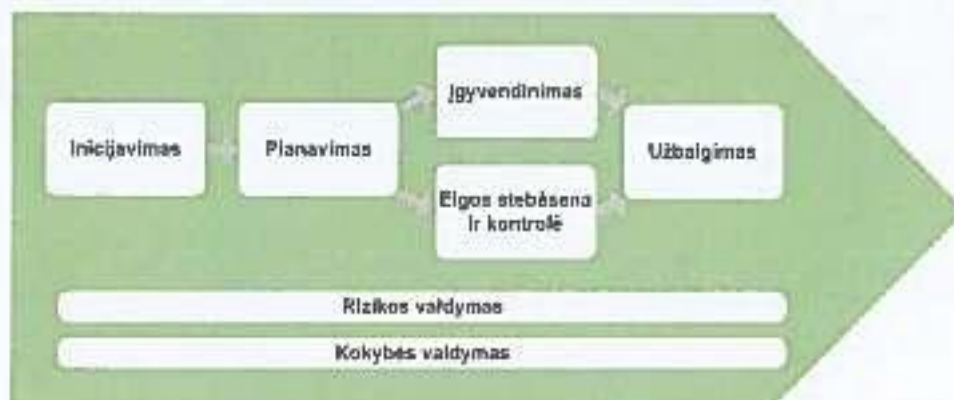 Inicijavimas
Planavimas
Įgyvendinimas
Eigos stebėsena
ir kontrolė
Užbaigimas
Rizikos valdymas
Kokybės valdymas